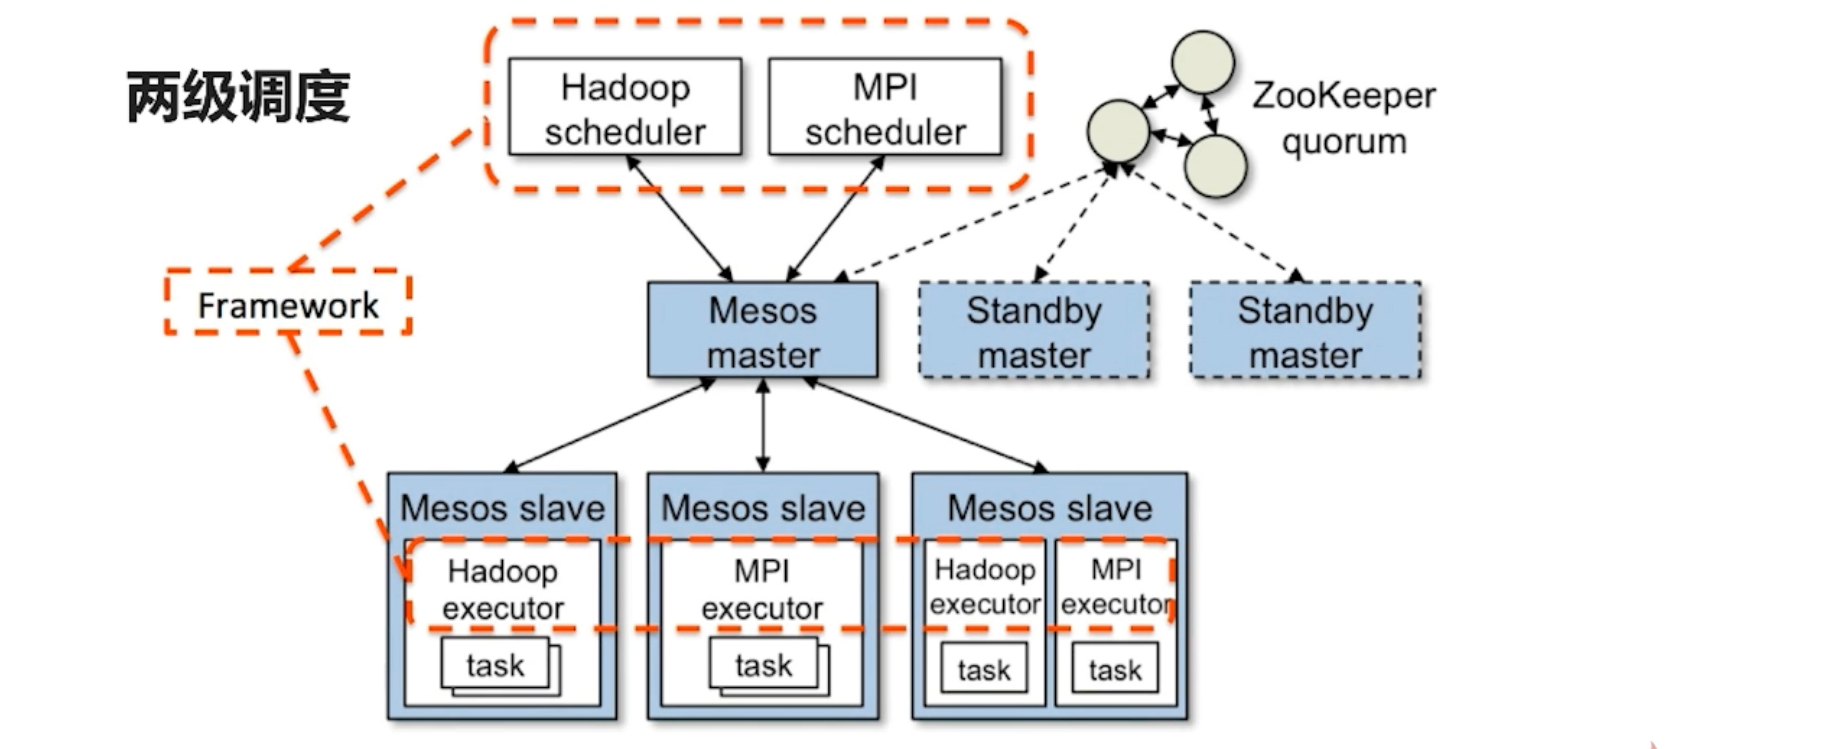 两级调度
Hadoop
scheduler
MPI
scheduler
ZooKeeper
quorum
Framework
Mesos
master
Standby
master
Standby
master
Mesos slave
Hadoop
executor
task
Mesos slave
MPI
executor
task
Mesos slave
Hadoop
executor
task
MPI
executor
task